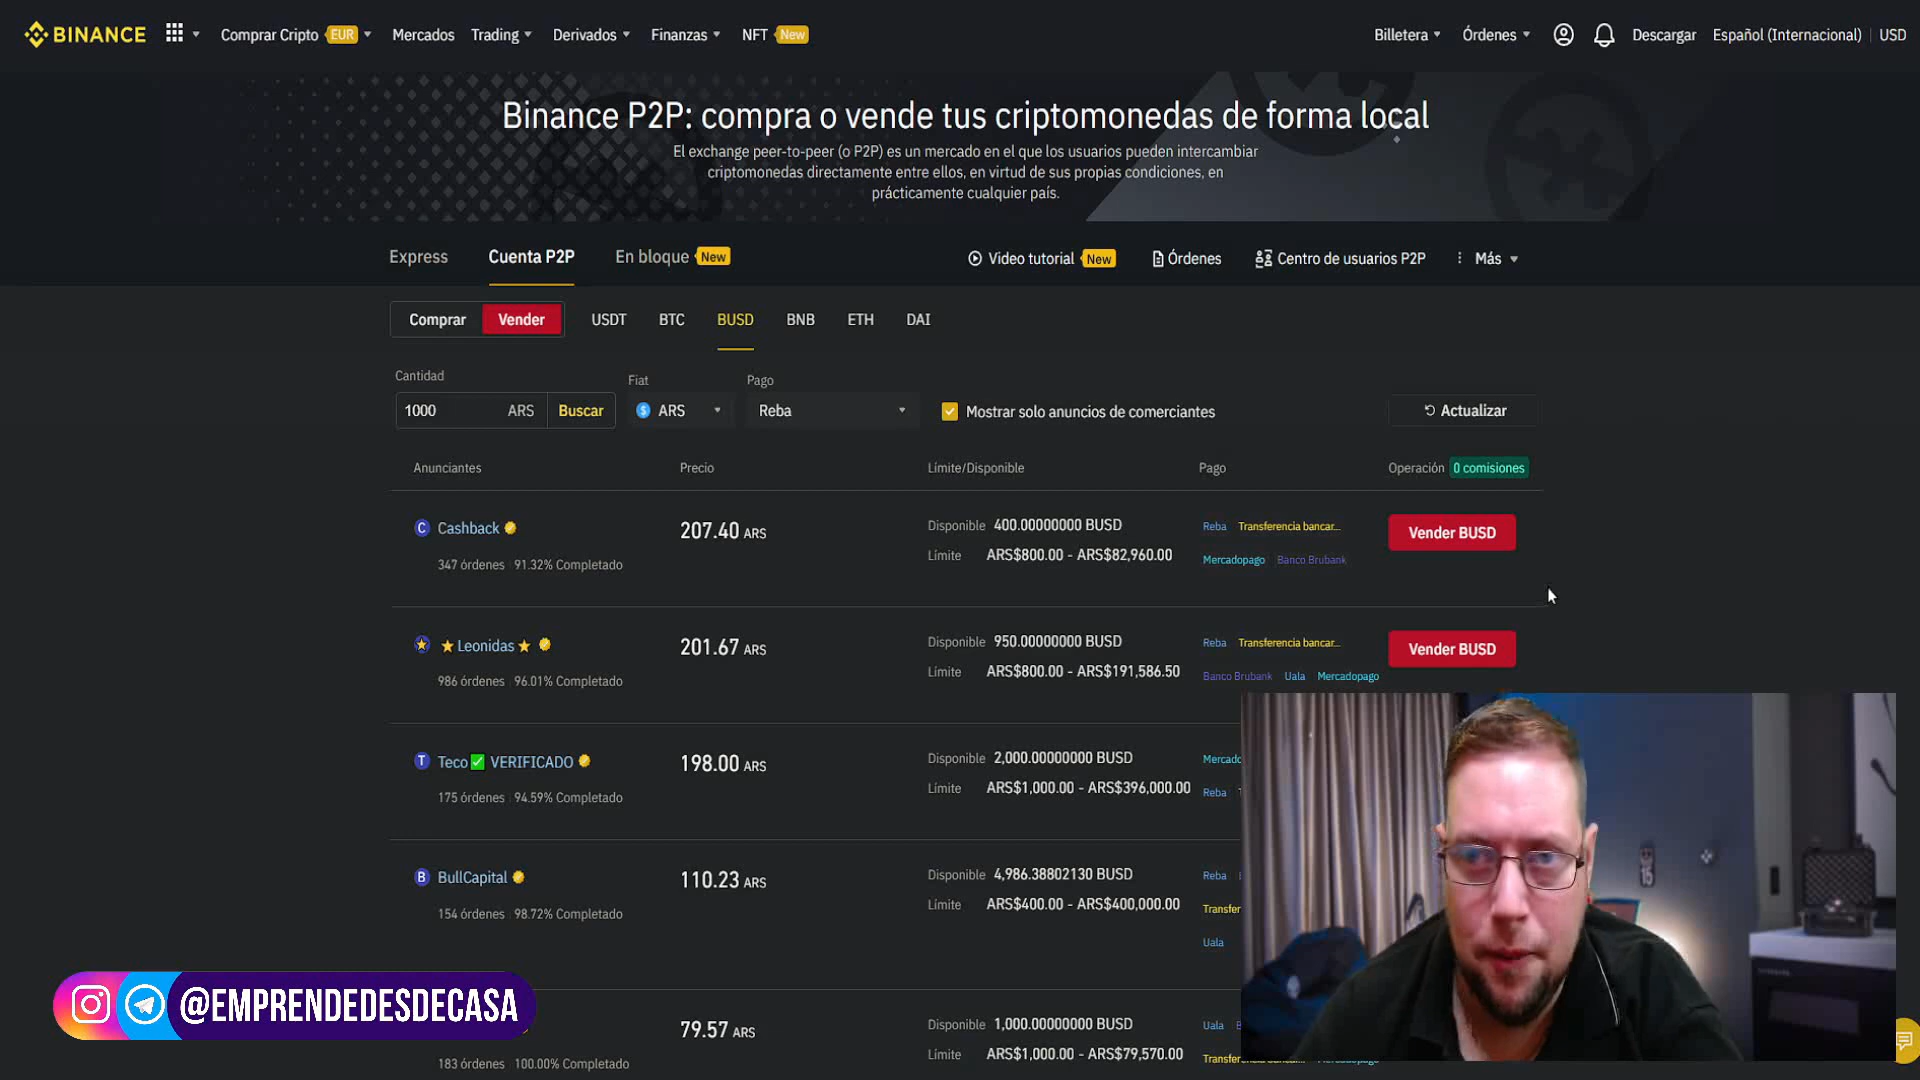 BINANCE Comprar Cripto EUR Mercados Trading Derivados Finanzas NFT New Billetera Órdenes Descargar Español (Internacional) USD
Binance P2P: compra o vende tus criptomonedas de forma local
El exchange peer-to-peer (o P2P) es un mercado en el que los usuarios pueden intercambiar
criptomonedas directamente entre ellos, en virtud de sus propias condiciones, en
prácticamente cualquier país.
Express Cuenta P2P En bloque New Video tutorial New Órdenes Centro de usuarios P2P Más
Comprar Vender USDT BTC BUSD BNB ETH DAI
Cantidad Fiat Pago
1000 ARS Buscar ARS Reba Mostrar solo anuncios de comerciantes Actualizar
Anunciantes Precio Límite/Disponible Pago Operación 0 comisiones
C Cashback 207.40 ARS Disponible 400.00000000 BUSD Reba Transferencia bancar... Vender BUSD
347 órdenes 91.32% Completado Límite ARS$800.00 - ARS$82,960.00 Mercadopago Banco Brubank
Leonidas 201.67 ARS Disponible 950.00000000 BUSD Reba Transferencia bancar... Vender BUSD
986 órdenes 96.01% Completado Límite ARS$800.00 - ARS$191,586.50 Banco Brubank Uala Mercadopago
T Teco VERIFICADO 198.00 ARS Disponible 2,000.00000000 BUSD Mercado
175 órdenes 94.59% Completado Límite ARS$1,000.00 - ARS$396,000.00 Reba
B BullCapital 110.23 ARS Disponible 4,986.38802130 BUSD Reba
154 órdenes 98.72% Completado Límite ARS$400.00 - ARS$400,000.00 Transfer
Uala
@EMPRENDEDESDECASA
79.57 ARS Disponible 1,000.00000000 BUSD Uala
183 órdenes 100.00% Completado Límite ARS$1,000.00 - ARS$79,570.00